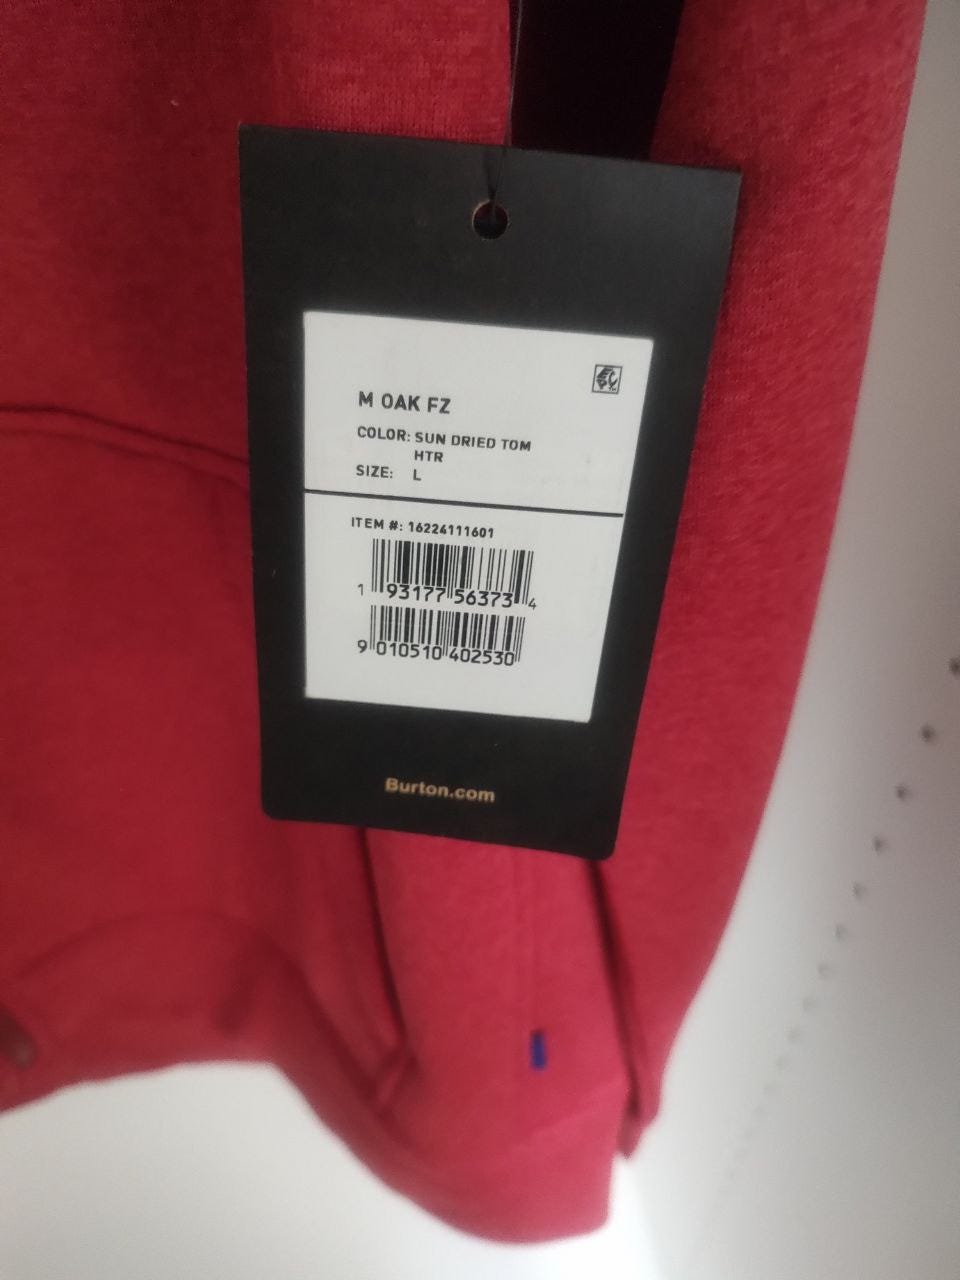 M OAK FZ
COLOR: SUN DRIED TOM
HTR
SIZE: L
ITEM #: 16224111601
1 93177 56373 4
9 010510 402530
Burton.com